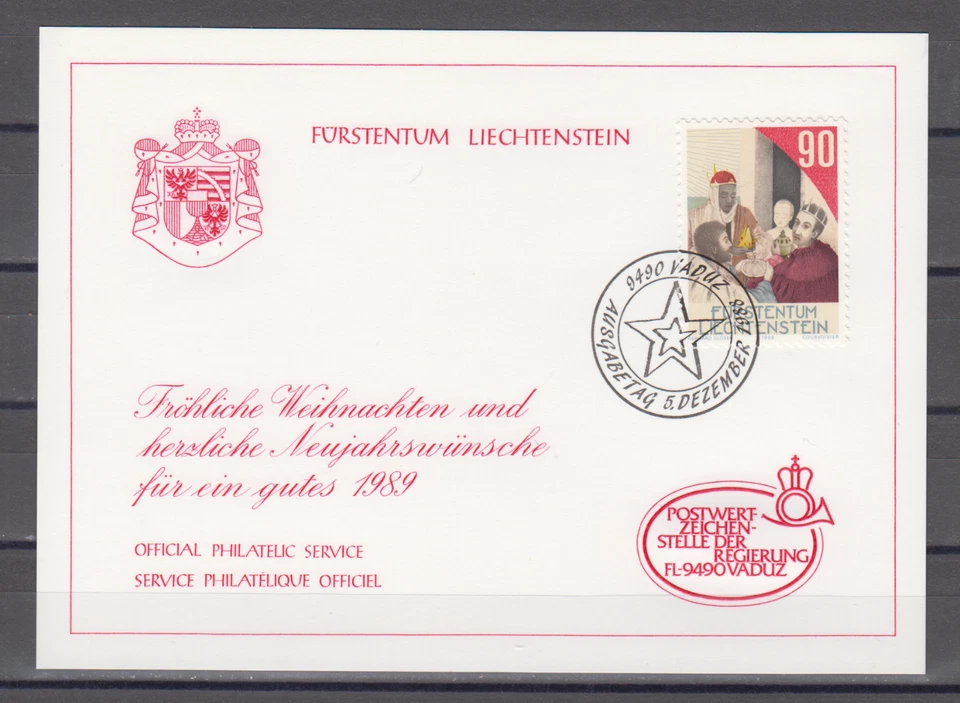 FÜRSTENTUM LIECHTENSTEIN
90
FÜRSTENTUM
LIECHTENSTEIN
9490 VADUZ
AUSGABETAG 5. DEZEMBER 1988
Fröhliche Weihnachten und
herzliche Neujahrswünsche
für ein gutes 1989
OFFICIAL PHILATELIC SERVICE
SERVICE PHILATÉLIQUE OFFICIEL
POSTWERT-
ZEICHEN-
STELLE DER
REGIERUNG
FL-9490 VADUZ